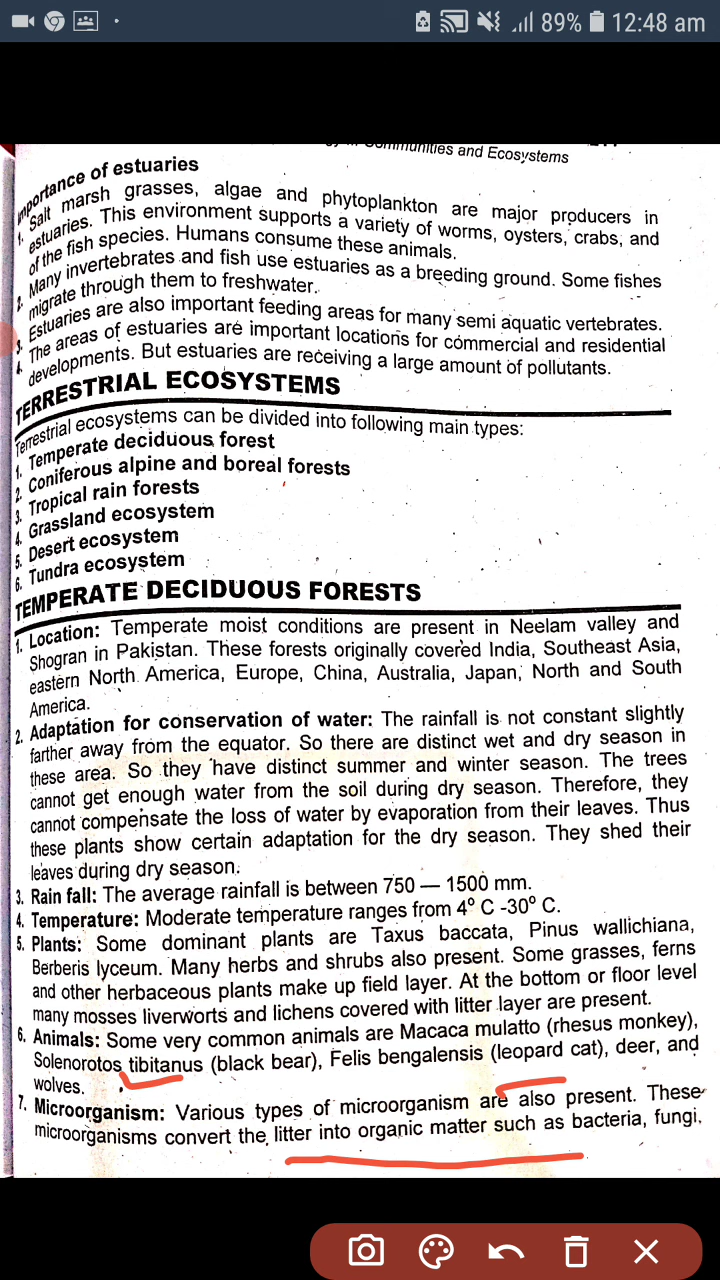 89% 12:48 am
Communities and Ecosystems
Importance of estuaries
1. Salt marsh grasses, algae and phytoplankton are major producers in
estuaries. This environment supports a variety of worms, oysters, crabs, and
of the fish species. Humans consume these animals.
2. Many invertebrates and fish use estuaries as a breeding ground. Some fishes
migrate through them to freshwater.
3. Estuaries are also important feeding areas for many semi aquatic vertebrates.
4. The areas of estuaries are important locations for commercial and residential
developments. But estuaries are receiving a large amount of pollutants.
TERRESTRIAL ECOSYSTEMS
Terrestrial ecosystems can be divided into following main types:
1. Temperate deciduous forest
2. Coniferous alpine and boreal forests
3. Tropical rain forests
4. Grassland ecosystem
5. Desert ecosystem
6. Tundra ecosystem
TEMPERATE DECIDUOUS FORESTS
1. Location: Temperate moist conditions are present in Neelam valley and
Shogran in Pakistan. These forests originally covered India, Southeast Asia,
eastern North America, Europe, China, Australia, Japan, North and South
America.
2. Adaptation for conservation of water: The rainfall is not constant slightly
farther away from the equator. So there are distinct wet and dry season in
these area. So they have distinct summer and winter season. The trees
cannot get enough water from the soil during dry season. Therefore, they
cannot compensate the loss of water by evaporation from their leaves. Thus
these plants show certain adaptation for the dry season. They shed their
leaves during dry season.
3. Rain fall: The average rainfall is between 750 — 1500 mm.
4. Temperature: Moderate temperature ranges from 4⁰ C -30⁰ C.
5. Plants: Some dominant plants are Taxus baccata, Pinus wallichiana,
Berberis lyceum. Many herbs and shrubs also present. Some grasses, ferns
and other herbaceous plants make up field layer. At the bottom or floor level
many mosses liverworts and lichens covered with litter layer are present.
6. Animals: Some very common animals are Macaca mulatto (rhesus monkey),
Solenorotos tibitanus (black bear), Felis bengalensis (leopard cat), deer, and
wolves.
7. Microorganism: Various types of microorganism are also present. These
microorganisms convert the litter into organic matter such as bacteria, fungi,